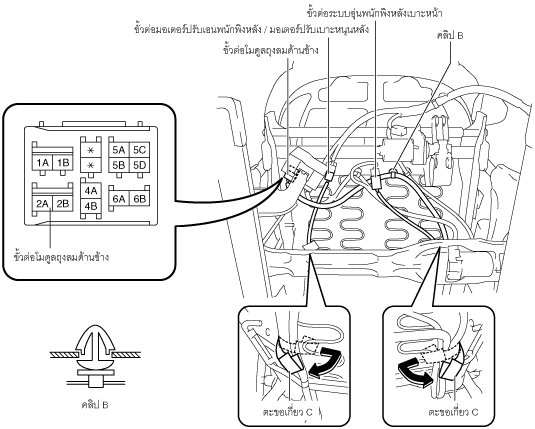 ขั้วต่อระบบอุ่นพนักพิงหลังเบาะหน้า
ขั้วต่อมอเตอร์ปรับเอนพนักพิงหลัง / มอเตอร์ปรับเบาะหนุนหลัง
คลิป B
ขั้วต่อโมดูลถุงลมด้านข้าง
1A 1B * * 5A 5C
5B 5D
2A 2B 4A 4B 6A 6B
ขั้วต่อโมดูลถุงลมด้านข้าง
คลิป B
C
ตะขอเกี่ยว C
C
ตะขอเกี่ยว C